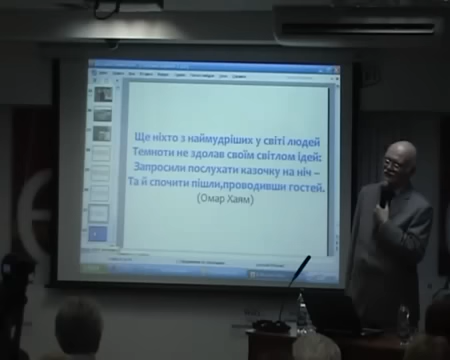 Ще ніхто з наймудріших у світі людей
Темноти не здолав своїм світлом ідей:
Запросили послухати казочку на ніч –
Та й спочити пішли,проводивши гостей.
(Омар Хаям)